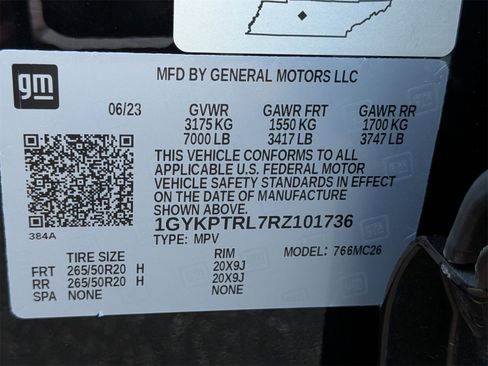 gm
MFD BY GENERAL MOTORS LLC
06/23 GVWR GAWR FRT GAWR RR
3175 KG 1550 KG 1700 KG
7000 LB 3417 LB 3747 LB
THIS VEHICLE CONFORMS TO ALL
APPLICABLE U.S. FEDERAL MOTOR
VEHICLE SAFETY STANDARDS IN EFFECT
ON THE DATE OF MANUFACTURE
SHOWN ABOVE.
384A
1GYKPTRL7RZ101736
TYPE: MPV MODEL: 766MC26
TIRE SIZE RIM
FRT 265/50R20 H 20X9J
RR 265/50R20 H 20X9J
SPA NONE NONE